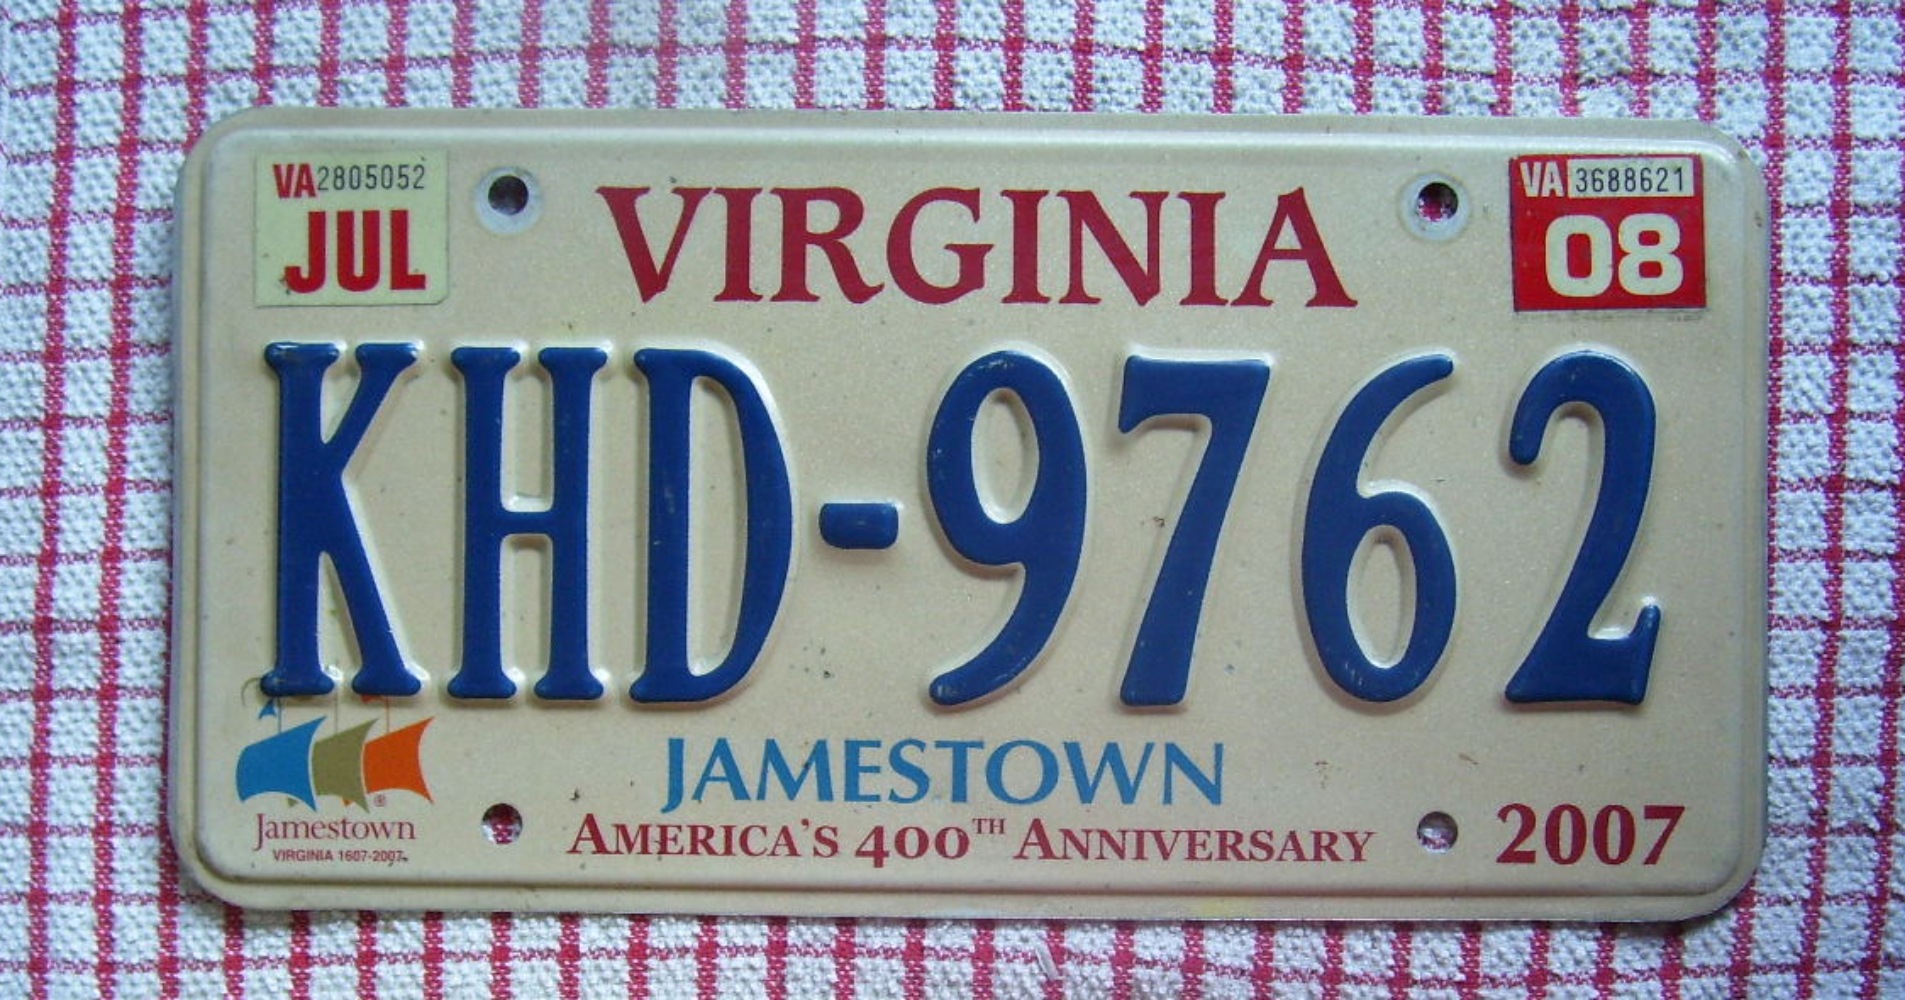 VA2805052
JUL
VIRGINIA
VA 3688621
08
KHD-9762
JAMESTOWN
AMERICA'S 400TH ANNIVERSARY
2007
Jamestown
®
VIRGINIA 1607-2007